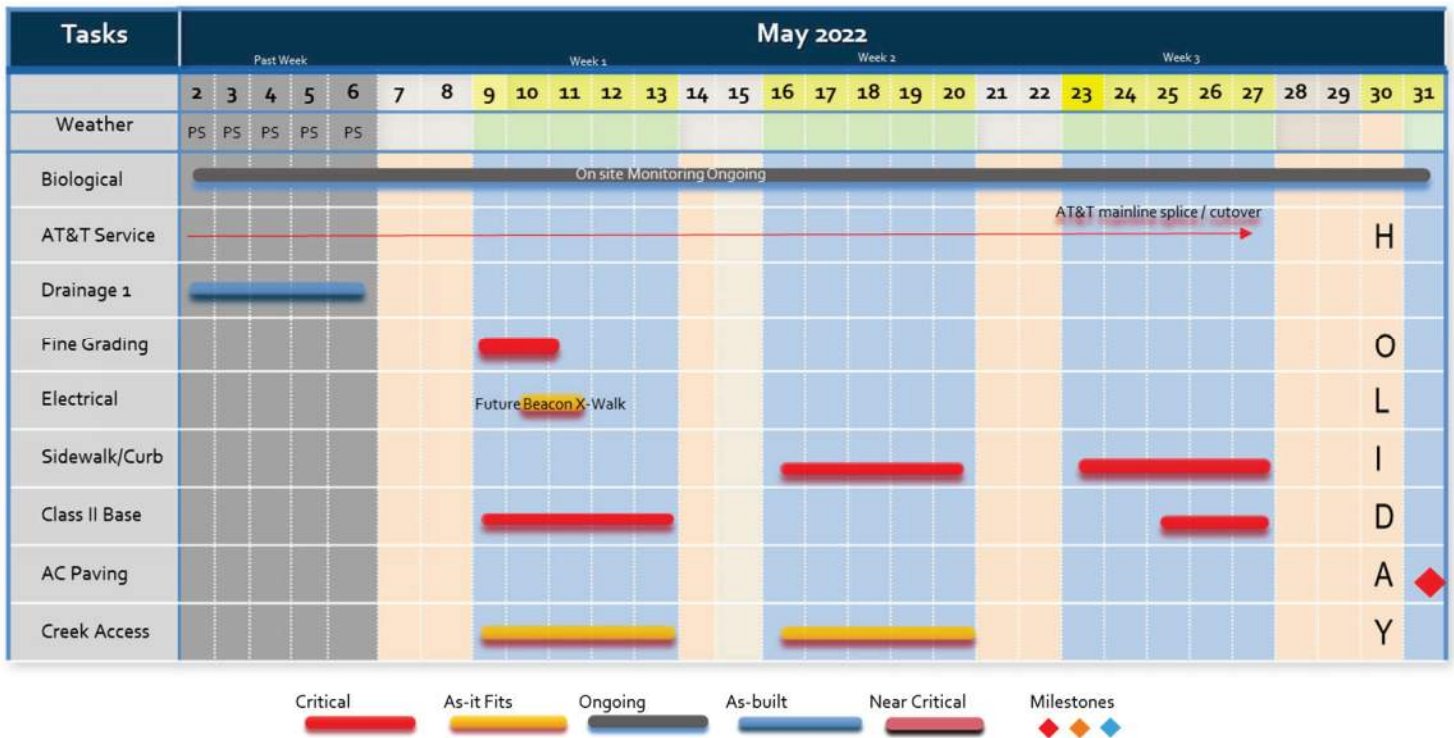 Tasks
May 2022
Past Week Week 1 Week 2 Week 3
2 3 4 5 6 7 8 9 10 11 12 13 14 15 16 17 18 19 20 21 22 23 24 25 26 27 28 29 30 31
Weather PS PS PS PS PS
Biological On site Monitoring Ongoing
AT&T mainline splice / cutover
AT&T Service H
Drainage 1
Fine Grading O
Electrical Future Beacon X-Walk L
Sidewalk/Curb I
Class II Base D
AC Paving A
Creek Access Y
Critical As-it Fits Ongoing As-built Near Critical Milestones